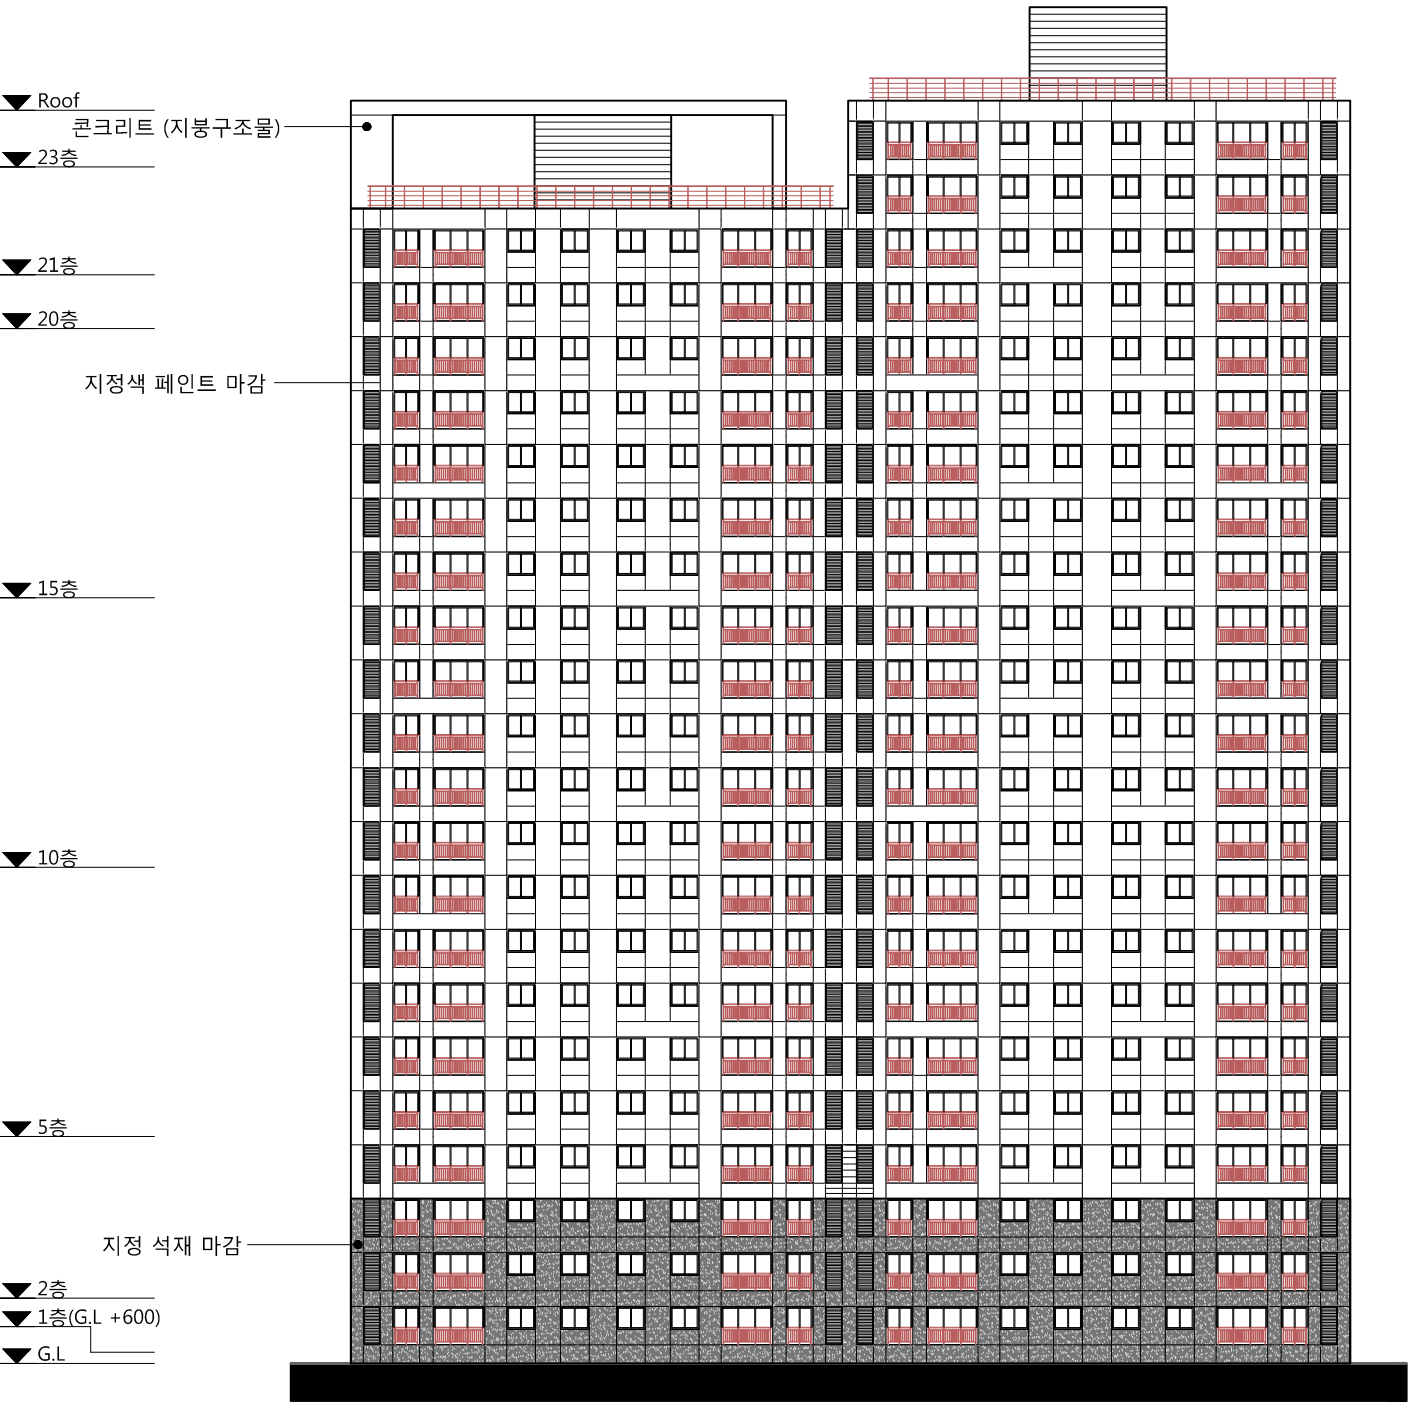 Roof
콘크리트 (지붕구조물)
23층
21층
20층
지정색 페인트 마감
15층
10층
5층
지정 석재 마감
2층
1층(G.L +600)
G.L